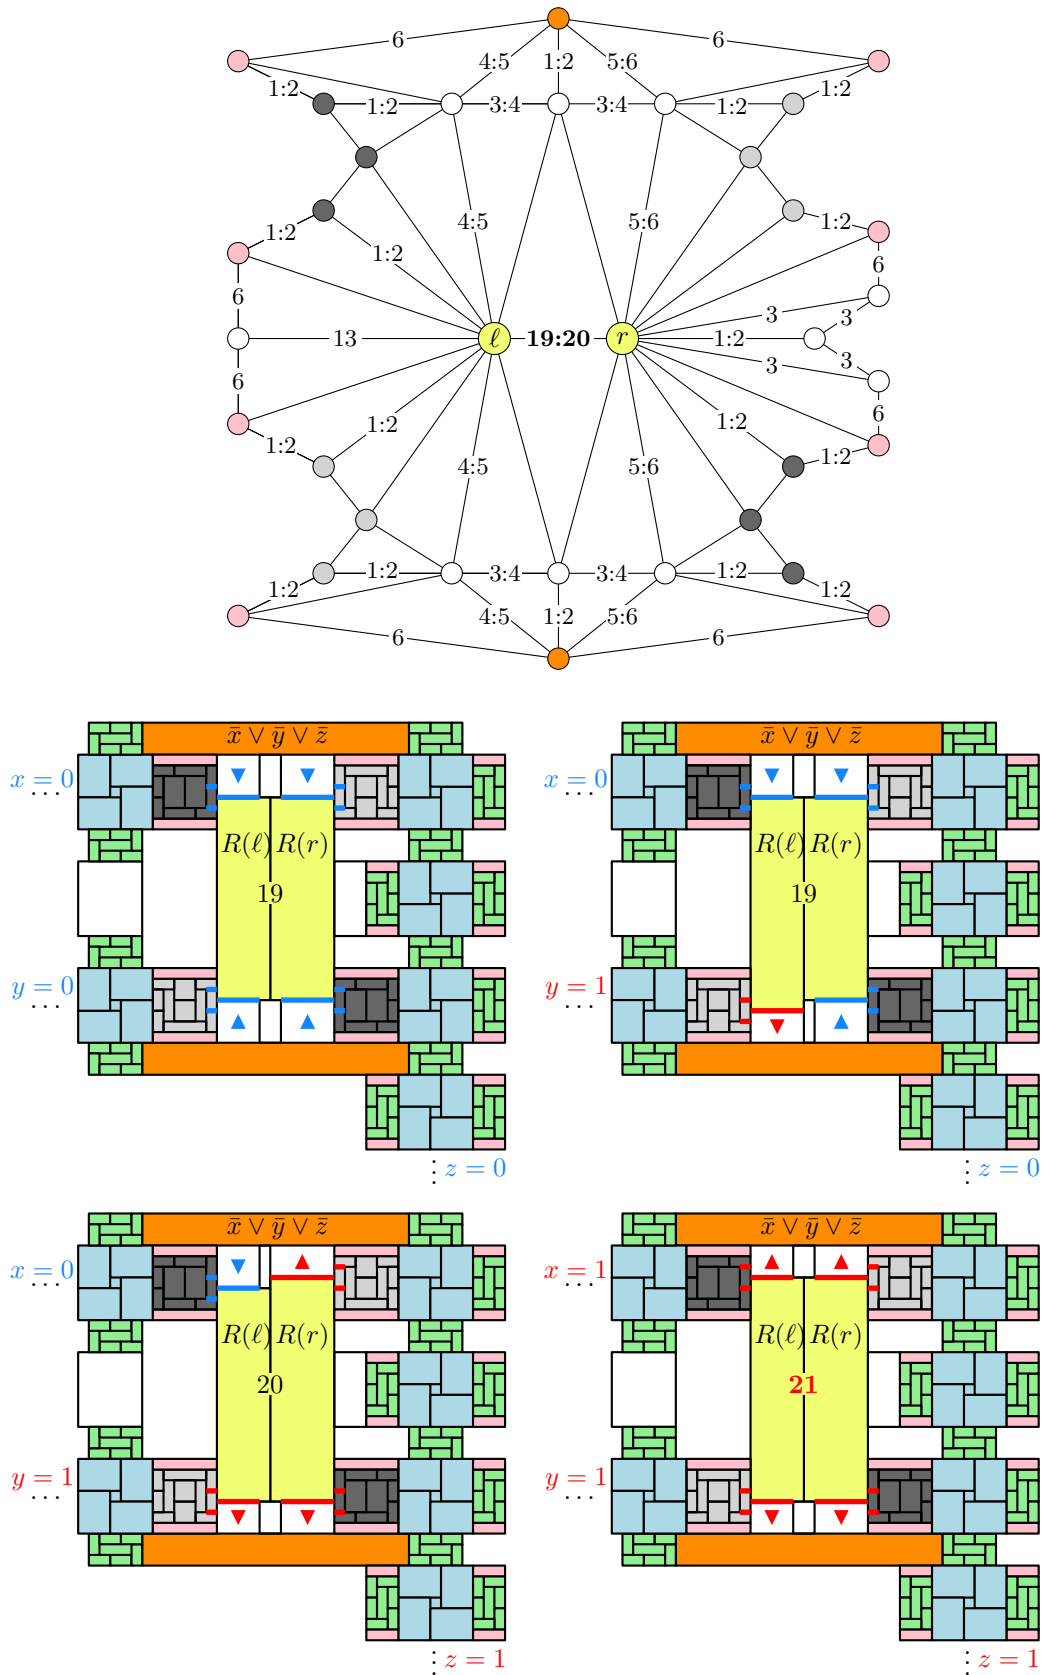 6 6
4:5 1:2 5:6
1:2 1:2
1:2 3:4 3:4 1:2
4:5 5:6
1:2 1:2
1:2
6 6
3 3
13 ℓ 19:20 r 1:2
3 3
6 6
1:2 1:2
1:2 1:2
4:5 5:6
1:2 3:4 3:4 1:2
1:2 1:2
4:5 1:2 5:6
6 6
x̄ ∨ ȳ ∨ z̄
x = 0
...
R(ℓ) R(r)
19
y = 0
...
⋮ z = 0
x̄ ∨ ȳ ∨ z̄
x = 0
...
R(ℓ) R(r)
19
y = 1
...
⋮ z = 0
x̄ ∨ ȳ ∨ z̄
x = 0
...
R(ℓ) R(r)
20
y = 1
...
⋮ z = 1
x̄ ∨ ȳ ∨ z̄
x = 1
...
R(ℓ) R(r)
21
y = 1
...
⋮ z = 1